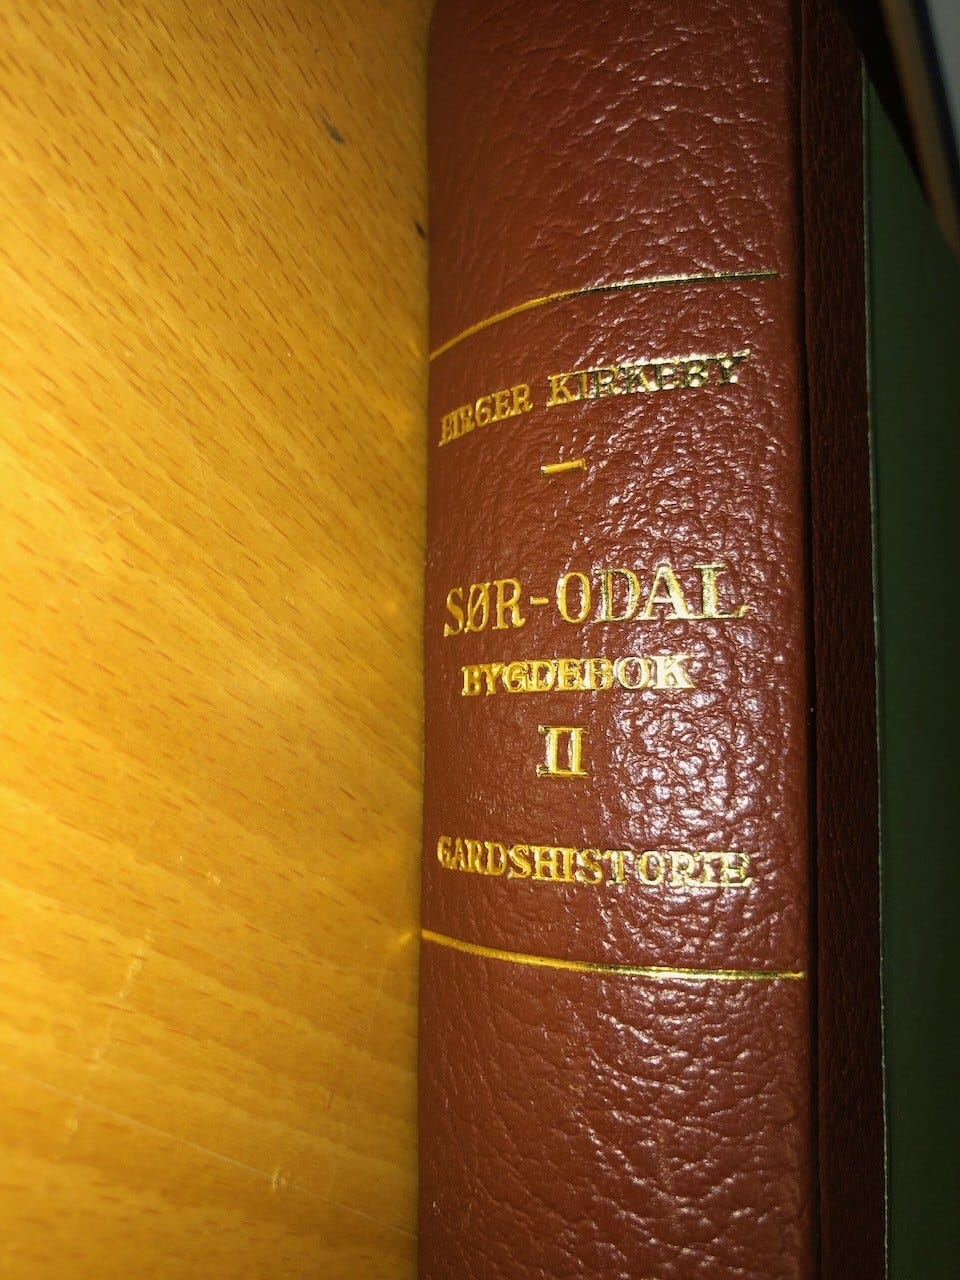 BIRGER KIRKEBY
–
SØR-ODAL
BYGDEBOK
II
GARDSHISTORIE